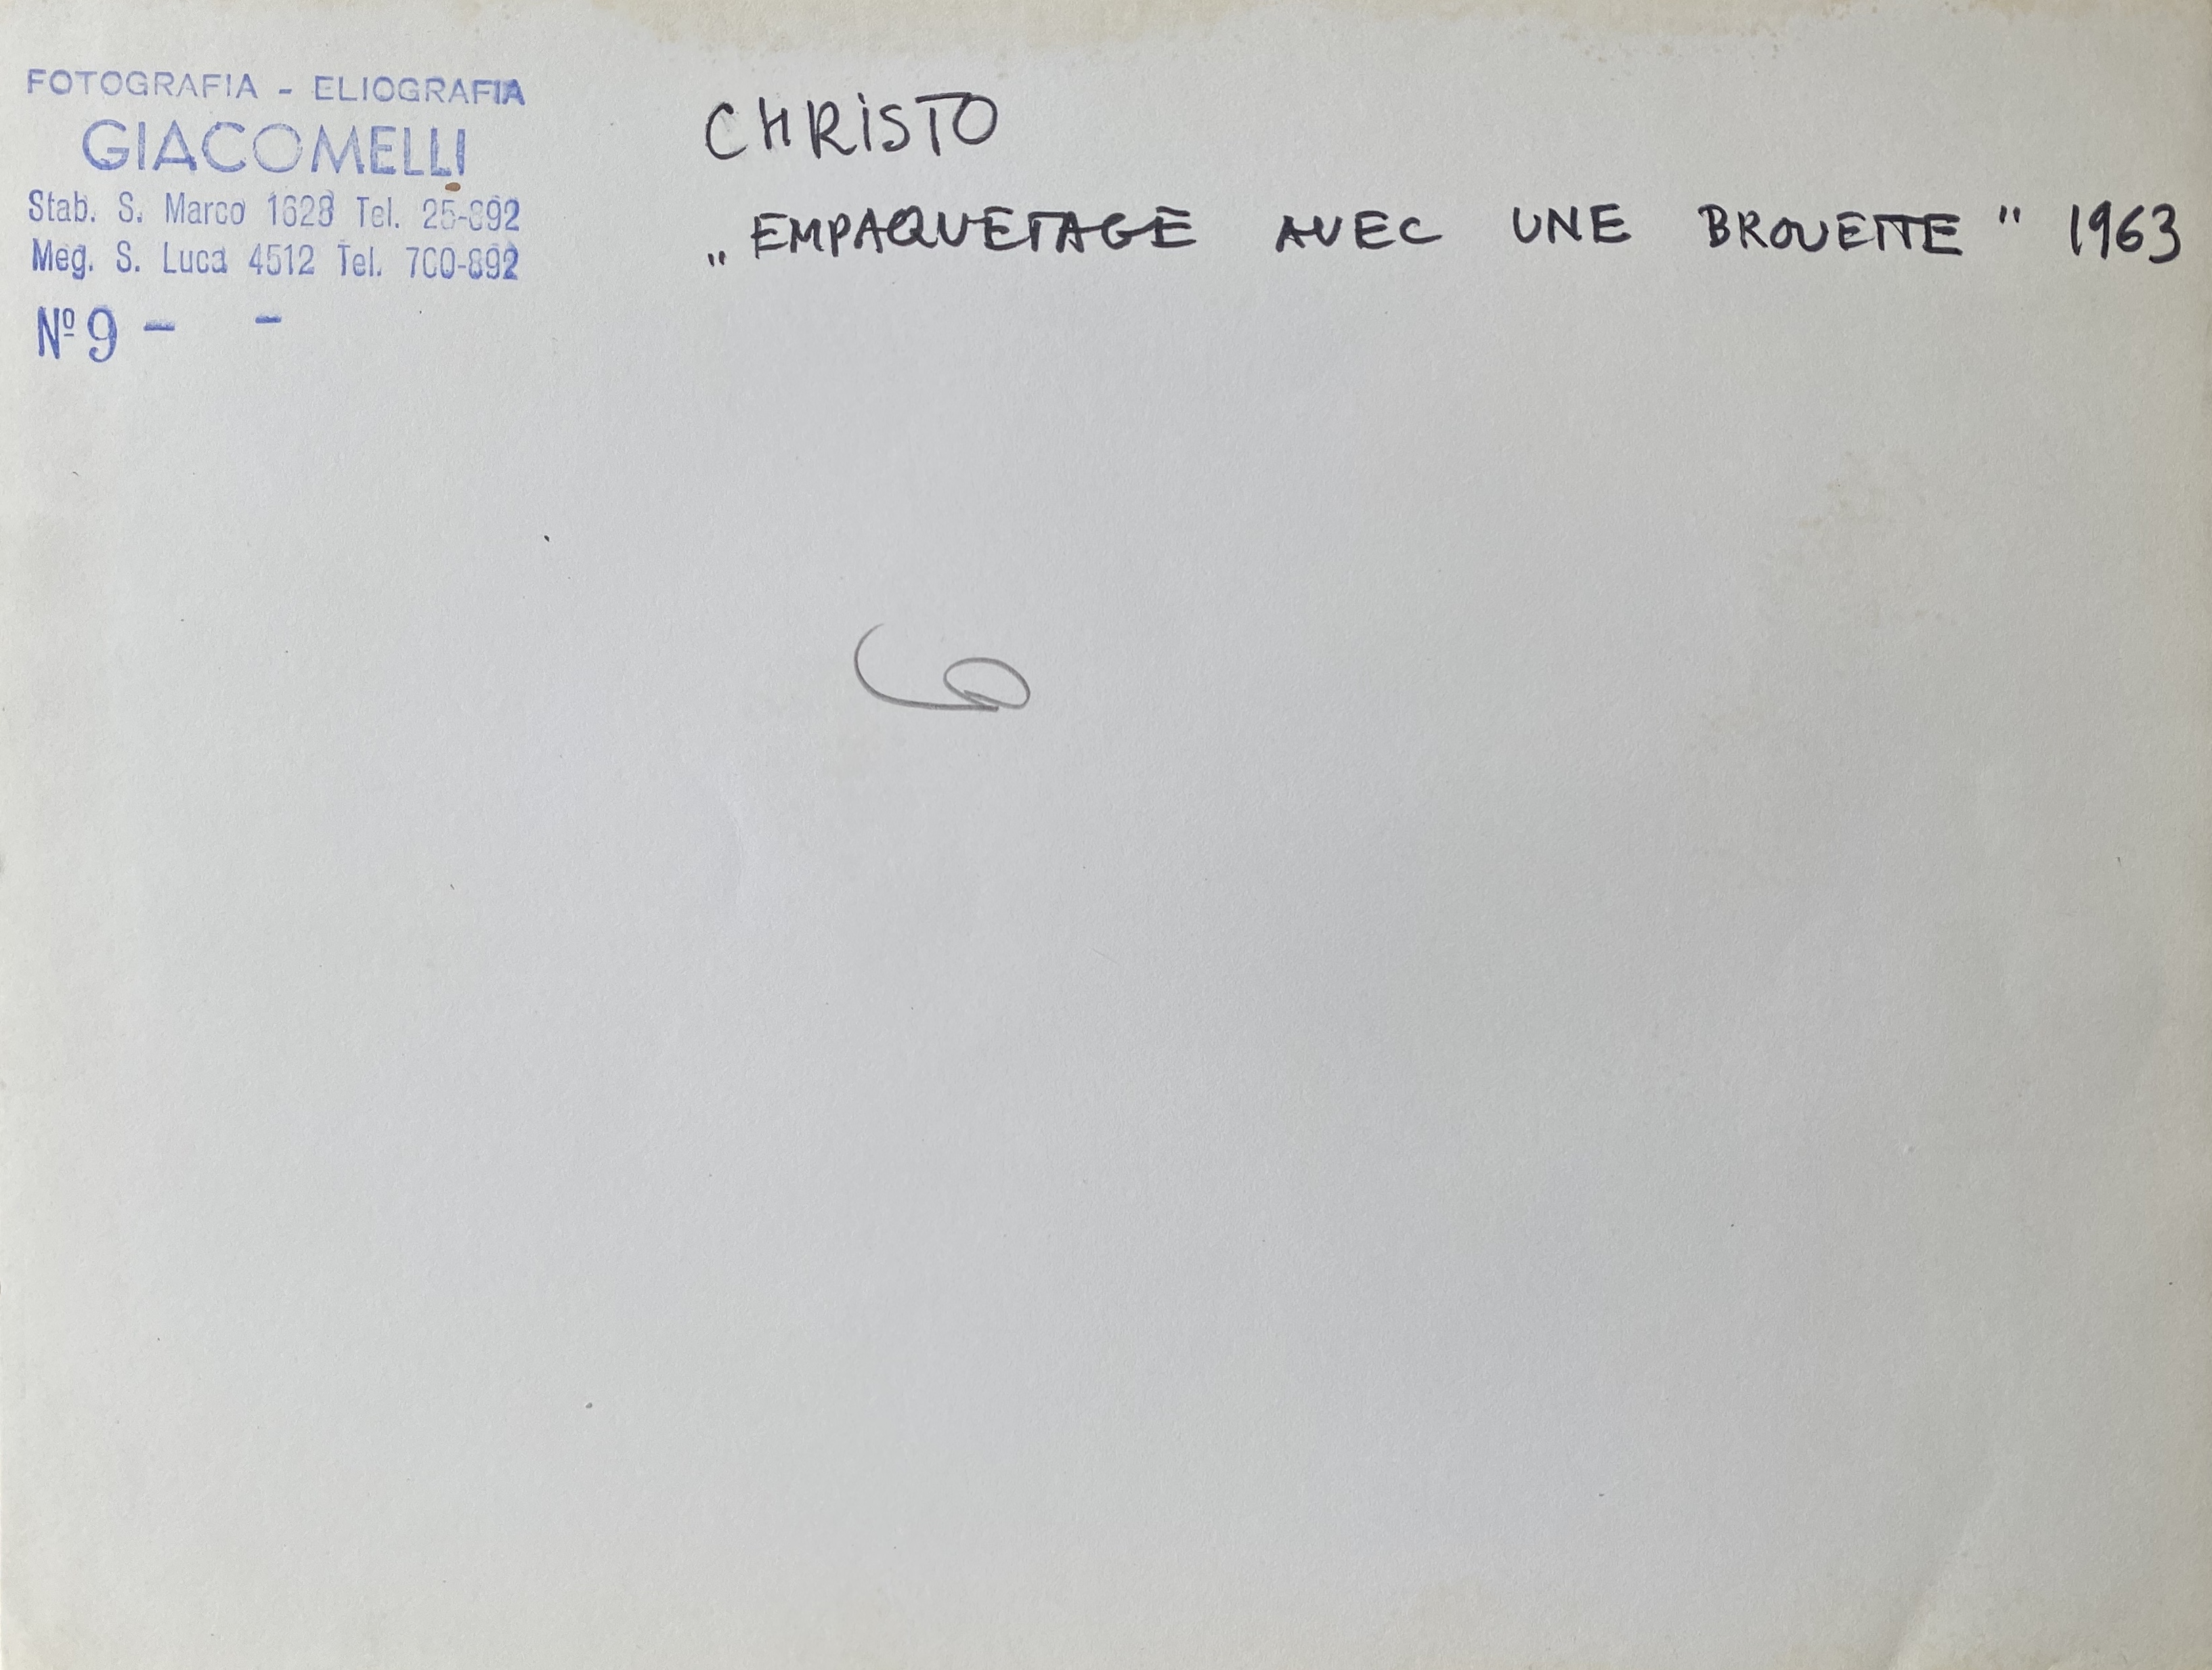 FOTOGRAFIA - ELIOGRAFIA
GIACOMELLI
Stab. S. Marco 1628 Tel. 25-892
Meg. S. Luca 4512 Tel. 700-892
Nº 9 - -
CHRISTO
„EMPAQUETAGE AVEC UNE BROUETTE" 1963
6